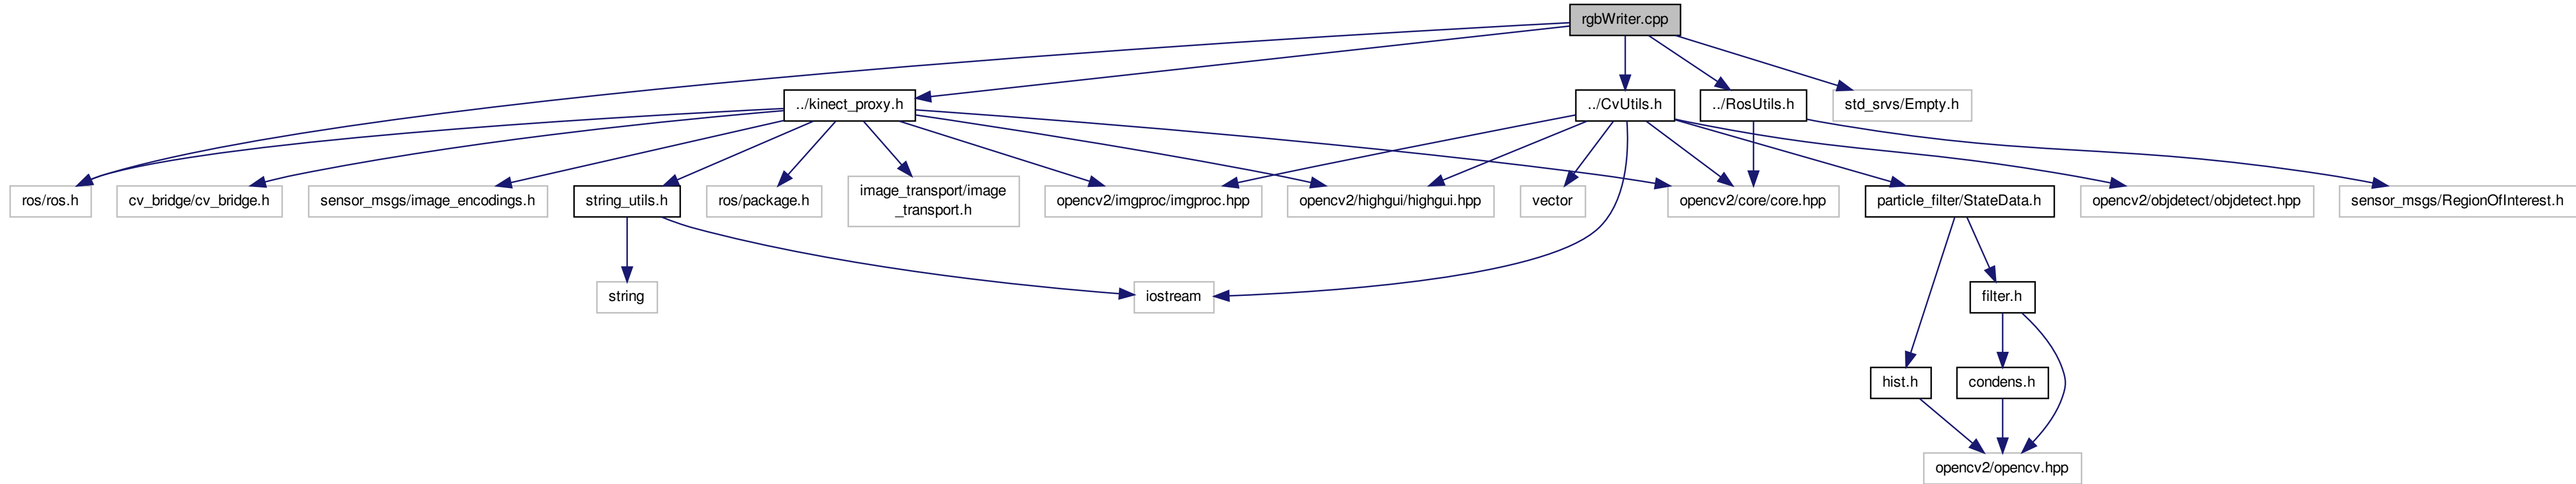 rgbWriter.cpp
../kinect_proxy.h
../CvUtils.h
../RosUtils.h
std_srvs/Empty.h
ros/ros.h
cv_bridge/cv_bridge.h
sensor_msgs/image_encodings.h
string_utils.h
ros/package.h
image_transport/image
_transport.h
opencv2/imgproc/imgproc.hpp
opencv2/highgui/highgui.hpp
vector
opencv2/core/core.hpp
particle_filter/StateData.h
opencv2/objdetect/objdetect.hpp
sensor_msgs/RegionOfInterest.h
string
iostream
filter.h
hist.h
condens.h
opencv2/opencv.hpp